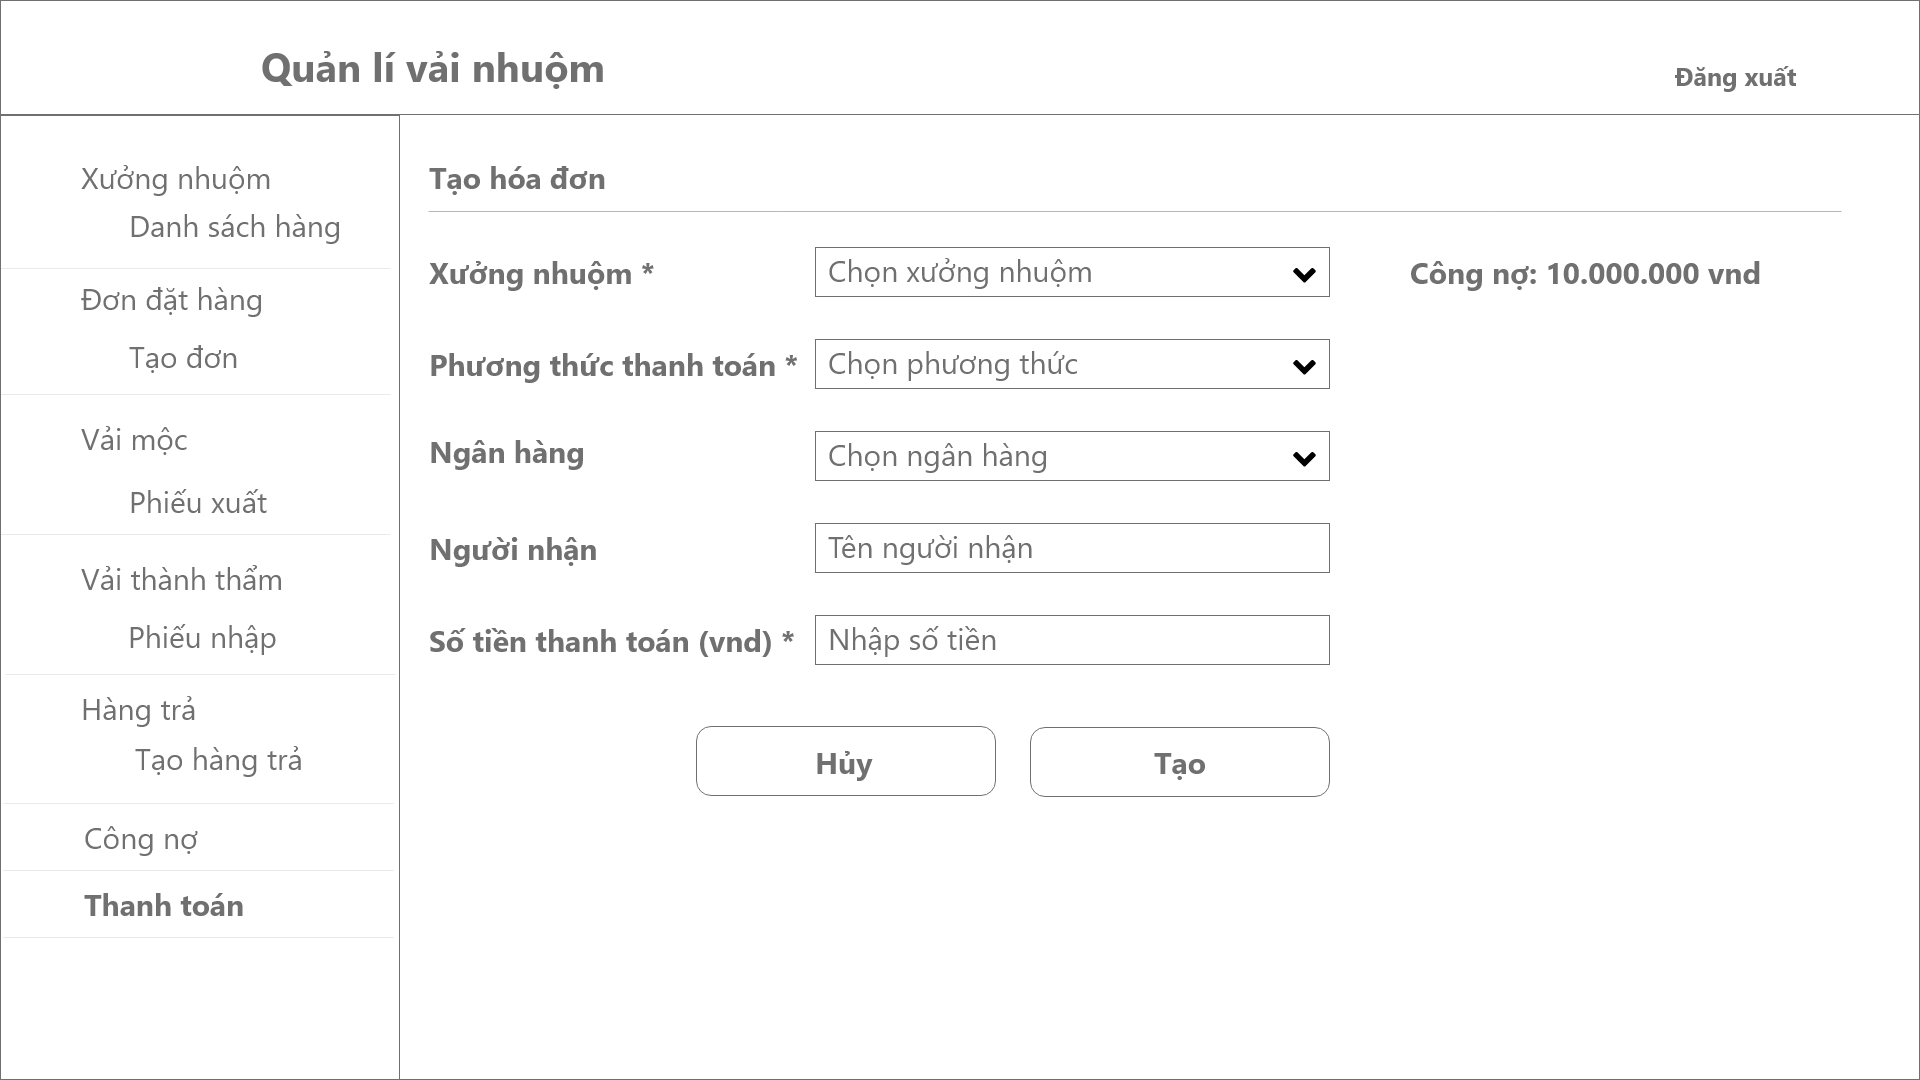 Quản lí vải nhuộm
Đăng xuất
Xưởng nhuộm
Danh sách hàng
Đơn đặt hàng
Tạo đơn
Vải mộc
Phiếu xuất
Vải thành thẩm
Phiếu nhập
Hàng trả
Tạo hàng trả
Công nợ
Thanh toán
Tạo hóa đơn
Xưởng nhuộm * Chọn xưởng nhuộm Công nợ: 10.000.000 vnd
Phương thức thanh toán * Chọn phương thức
Ngân hàng Chọn ngân hàng
Người nhận Tên người nhận
Số tiền thanh toán (vnd) * Nhập số tiền
Hủy Tạo